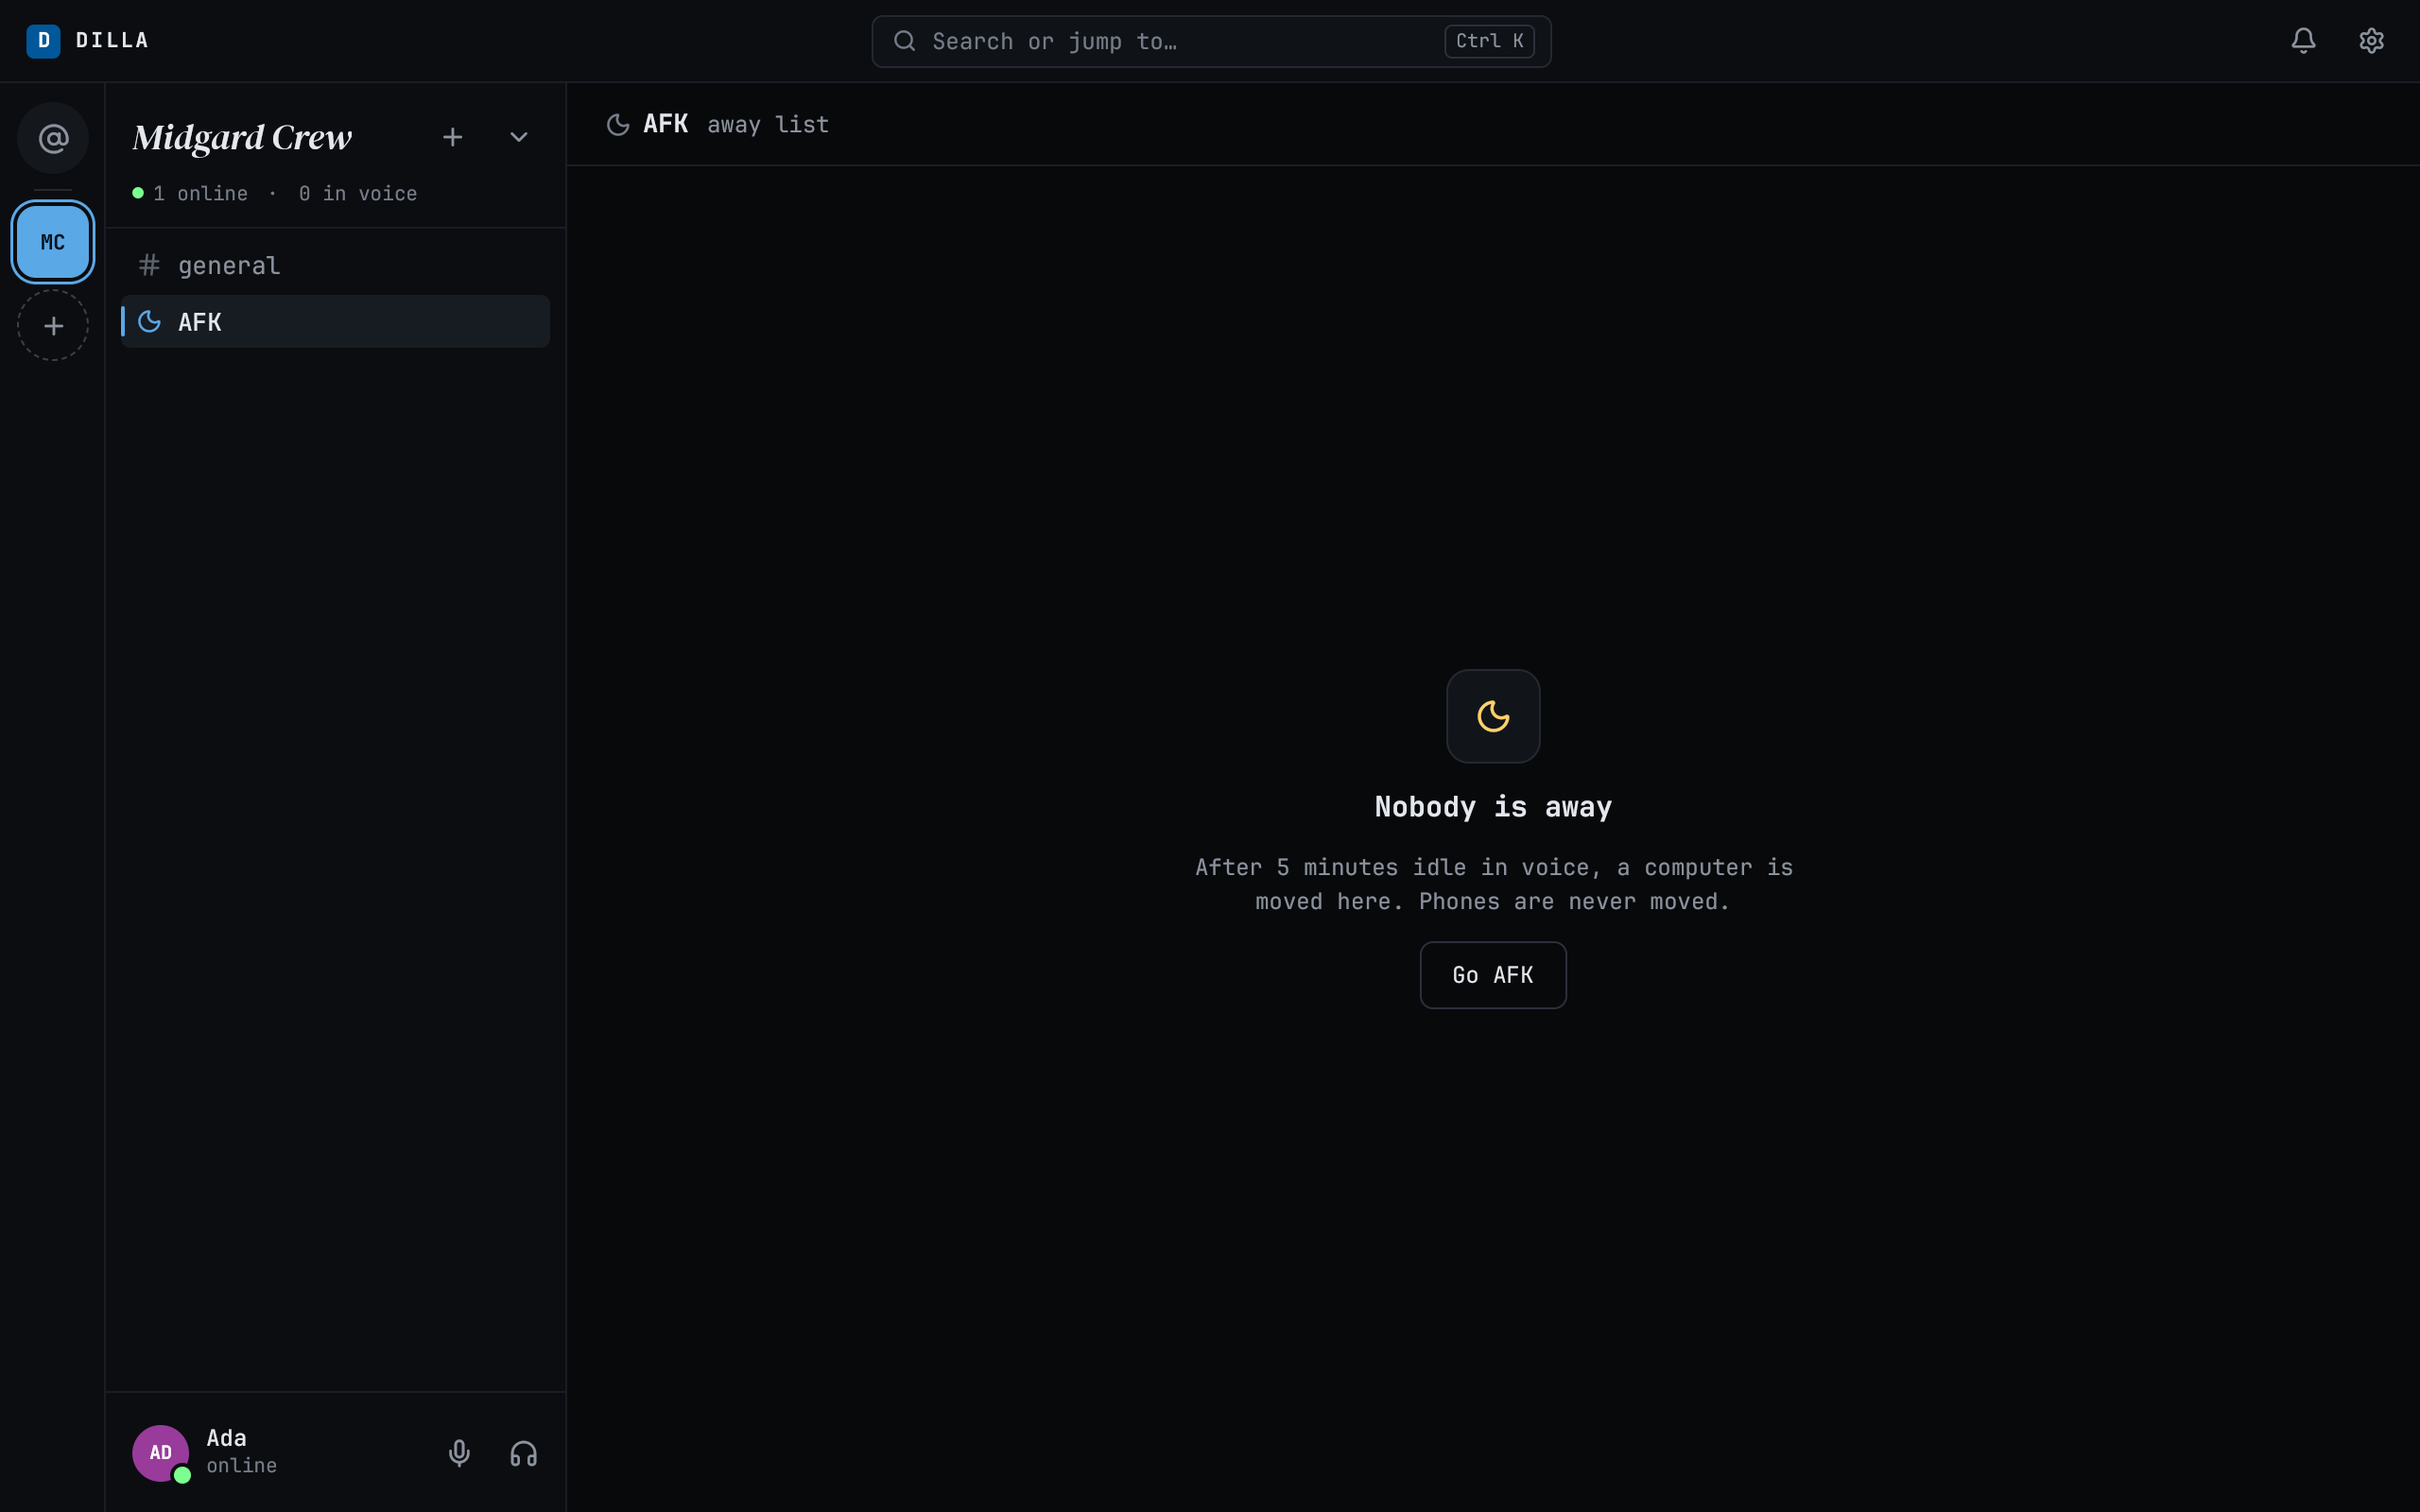 D DILLA
Search or jump to… Ctrl K
@
Midgard Crew
1 online · 0 in voice
MC
# general
AFK
AFK away list
Nobody is away
After 5 minutes idle in voice, a computer is
moved here. Phones are never moved.
Go AFK
AD
Ada
online